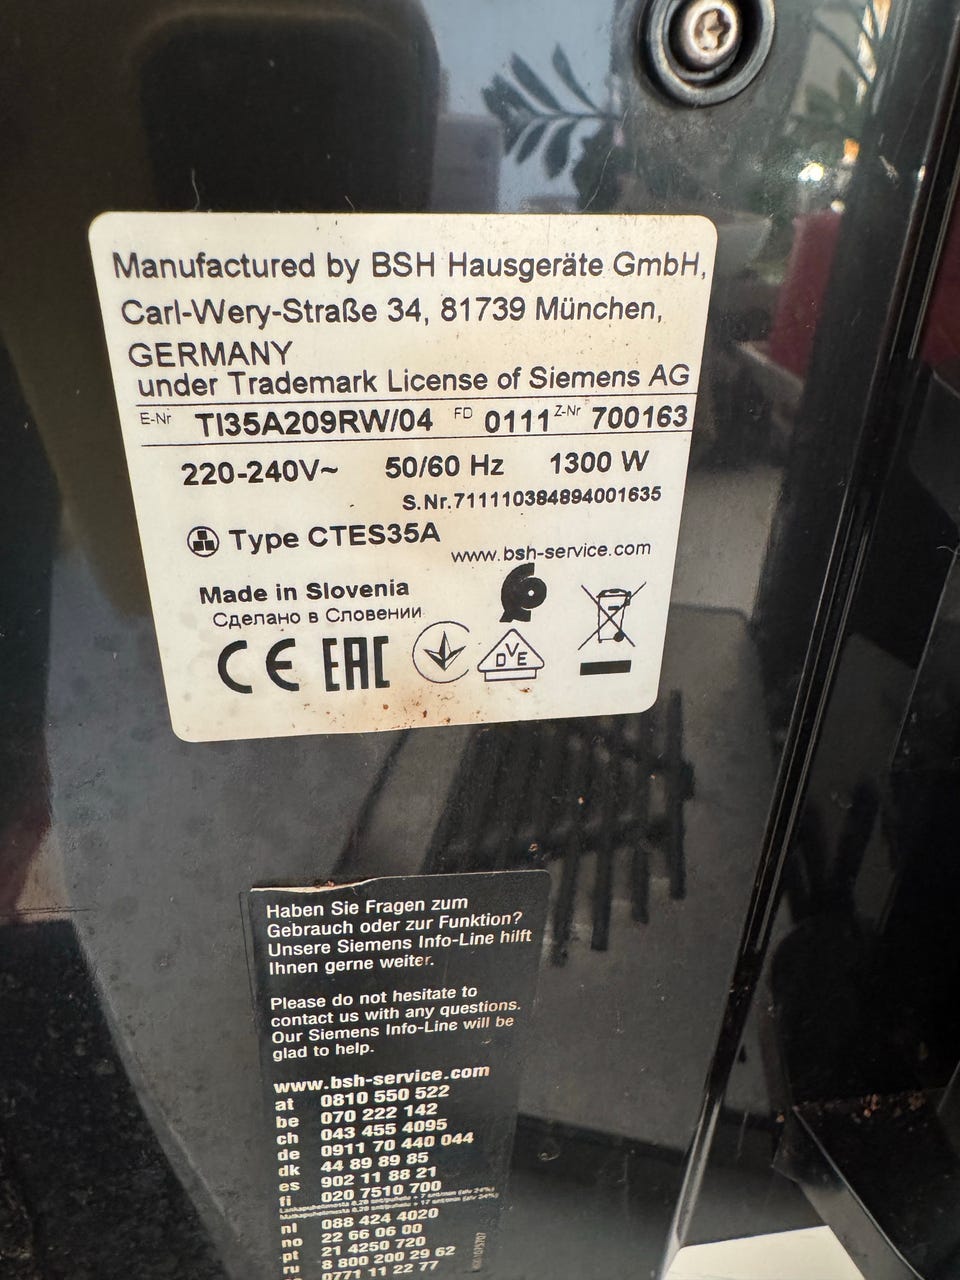 Manufactured by BSH Hausgeräte GmbH,
Carl-Wery-Straße 34, 81739 München,
GERMANY
under Trademark License of Siemens AG
E-Nr TI35A209RW/04 FD 0111 Z-Nr 700163
220-240V~ 50/60 Hz 1300 W
S.Nr.711110384894001635
Type CTES35A
www.bsh-service.com
Made in Slovenia
Сделано в Словении
CE EAC DVE
Haben Sie Fragen zum
Gebrauch oder zur Funktion?
Unsere Siemens Info-Line hilft
Ihnen gerne weiter.
Please do not hesitate to
contact us with any questions.
Our Siemens Info-Line will be
glad to help.
www.bsh-service.com
at 0810 550 522
be 070 222 142
ch 043 455 4095
de 0911 70 440 044
dk 44 89 89 85
es 902 11 88 21
fi 020 7510 700
nl 088 424 4020
no 22 66 06 00
pt 21 4250 720
ru 8 800 200 29 62
0771 11 22 77